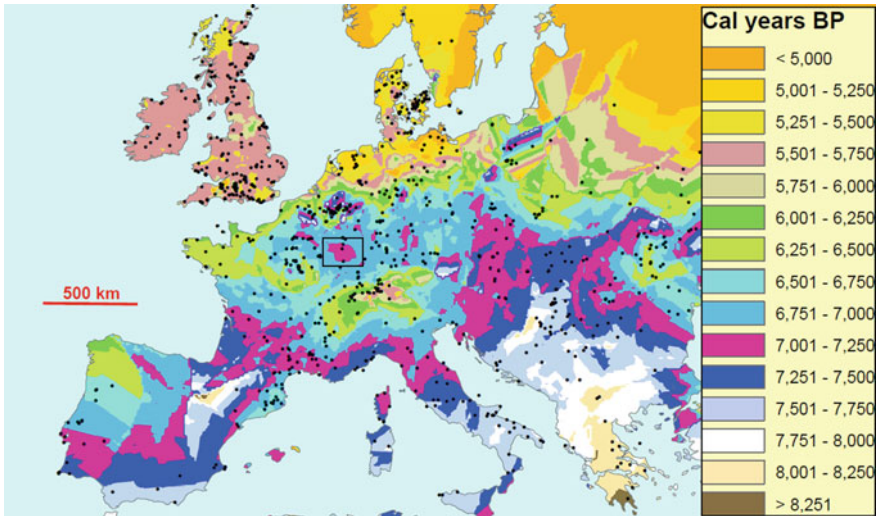 Cal years BP
< 5,000
5,001 - 5,250
5,251 - 5,500
5,501 - 5,750
5,751 - 6,000
6,001 - 6,250
6,251 - 6,500
6,501 - 6,750
6,751 - 7,000
7,001 - 7,250
7,251 - 7,500
7,501 - 7,750
7,751 - 8,000
8,001 - 8,250
> 8,251
500 km